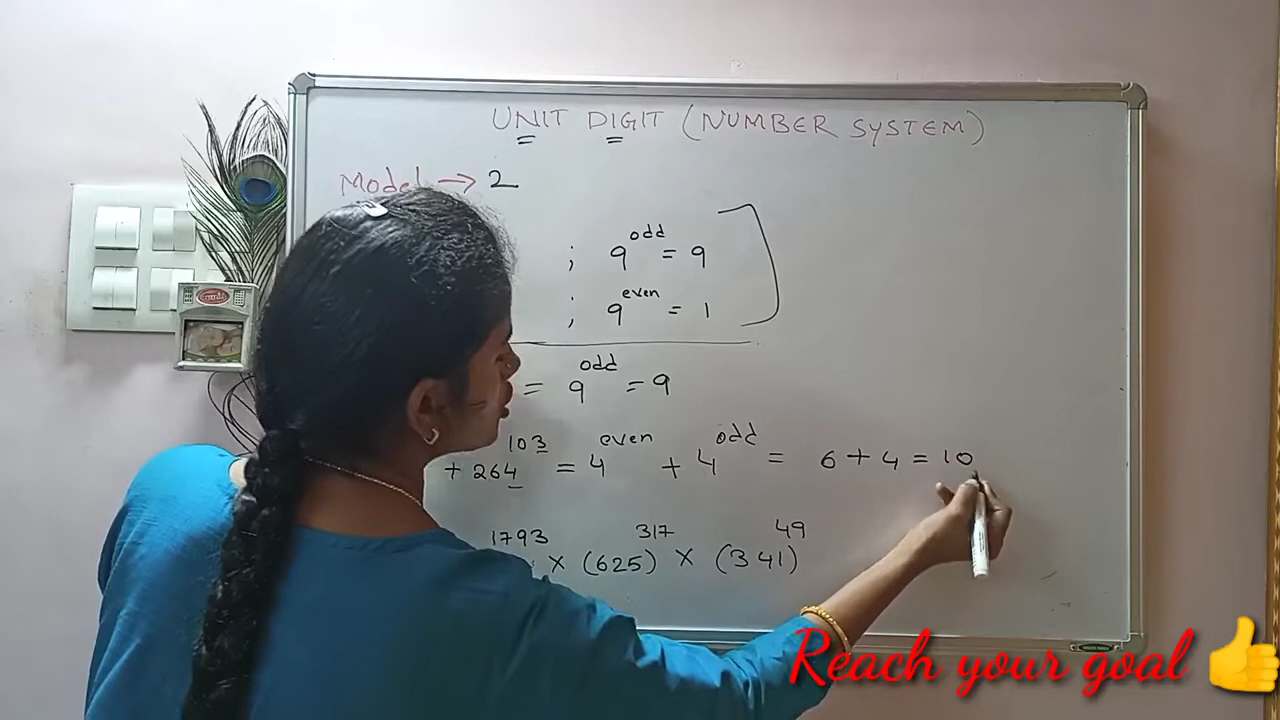 UNIT DIGIT (NUMBER SYSTEM)
Model → 2
; 9^odd = 9
; 9^even = 1
= 9^odd = 9
+ 264^103 = 4^even + 4^odd = 6 + 4 = 10
^1793 × (625)^317 × (341)^49
Reach your goal 👍